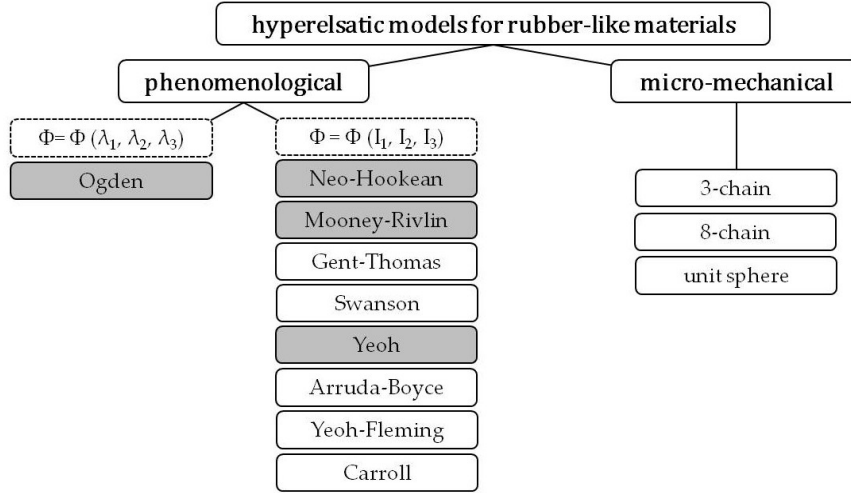 hyperelsatic models for rubber-like materials
phenomenological
micro-mechanical
Φ= Φ (λ₁, λ₂, λ₃)
Ogden
Φ = Φ (I₁, I₂, I₃)
Neo-Hookean
Mooney-Rivlin
Gent-Thomas
Swanson
Yeoh
Arruda-Boyce
Yeoh-Fleming
Carroll
3-chain
8-chain
unit sphere